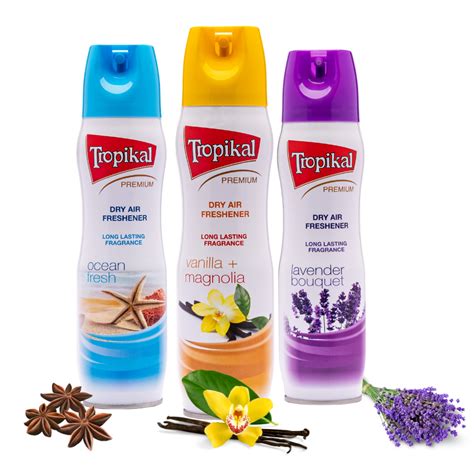 Tropikal
PREMIUM
DRY AIR
FRESHENER
LONG LASTING
FRAGRANCE
ocean
fresh
Tropikal
PREMIUM
DRY AIR
FRESHENER
LONG LASTING
FRAGRANCE
vanilla +
magnolia
Tropikal
PREMIUM
DRY AIR
FRESHENER
LONG LASTING
FRAGRANCE
lavender
bouquet